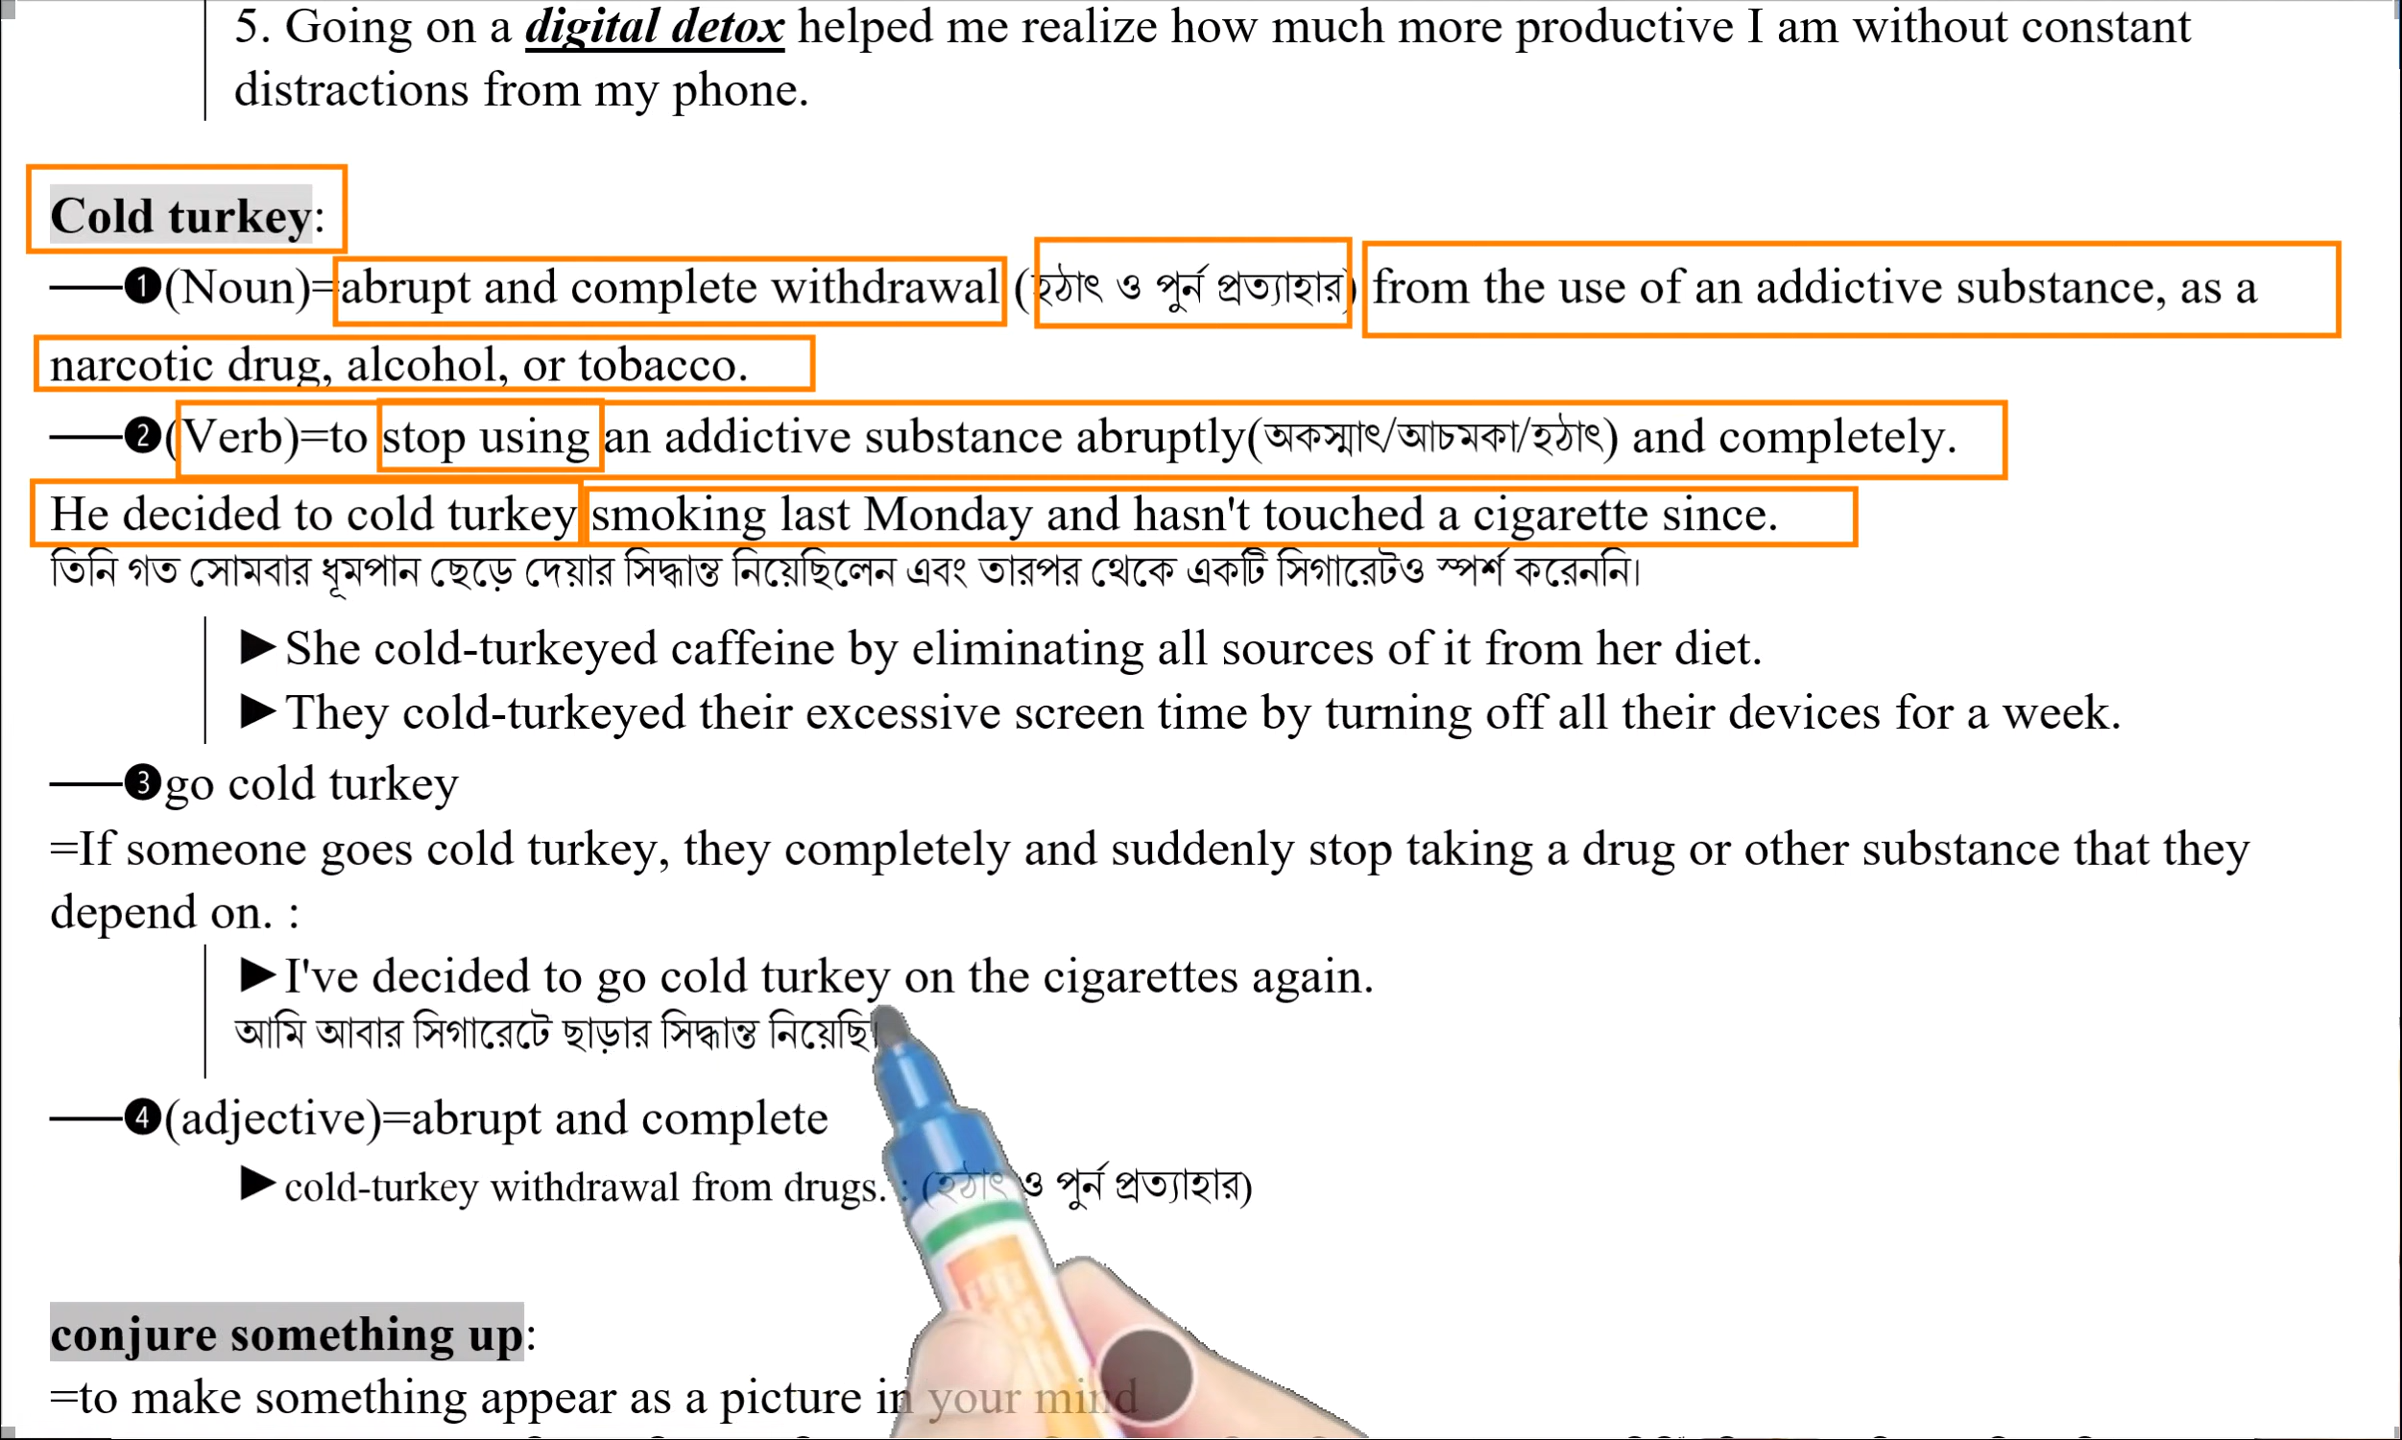 5. Going on a digital detox helped me realize how much more productive I am without constant
distractions from my phone.
Cold turkey:
——❶(Noun)=abrupt and complete withdrawal (হঠাৎ ও পুর্ন প্রত্যাহার) from the use of an addictive substance, as a
narcotic drug, alcohol, or tobacco.
——❷(Verb)=to stop using an addictive substance abruptly(অকস্মাৎ/আচমকা/হঠাৎ) and completely.
He decided to cold turkey smoking last Monday and hasn't touched a cigarette since.
তিনি গত সোমবার ধূমপান ছেড়ে দেয়ার সিদ্ধান্ত নিয়েছিলেন এবং তারপর থেকে একটি সিগারেটও স্পর্শ করেননি।
►She cold-turkeyed caffeine by eliminating all sources of it from her diet.
►They cold-turkeyed their excessive screen time by turning off all their devices for a week.
——❸go cold turkey
=If someone goes cold turkey, they completely and suddenly stop taking a drug or other substance that they
depend on. :
►I've decided to go cold turkey on the cigarettes again.
আমি আবার সিগারেটে ছাড়ার সিদ্ধান্ত নিয়েছি।
——❹(adjective)=abrupt and complete
►cold-turkey withdrawal from drugs. : (হঠাৎ ও পুর্ন প্রত্যাহার)
conjure something up:
=to make something appear as a picture in your mind